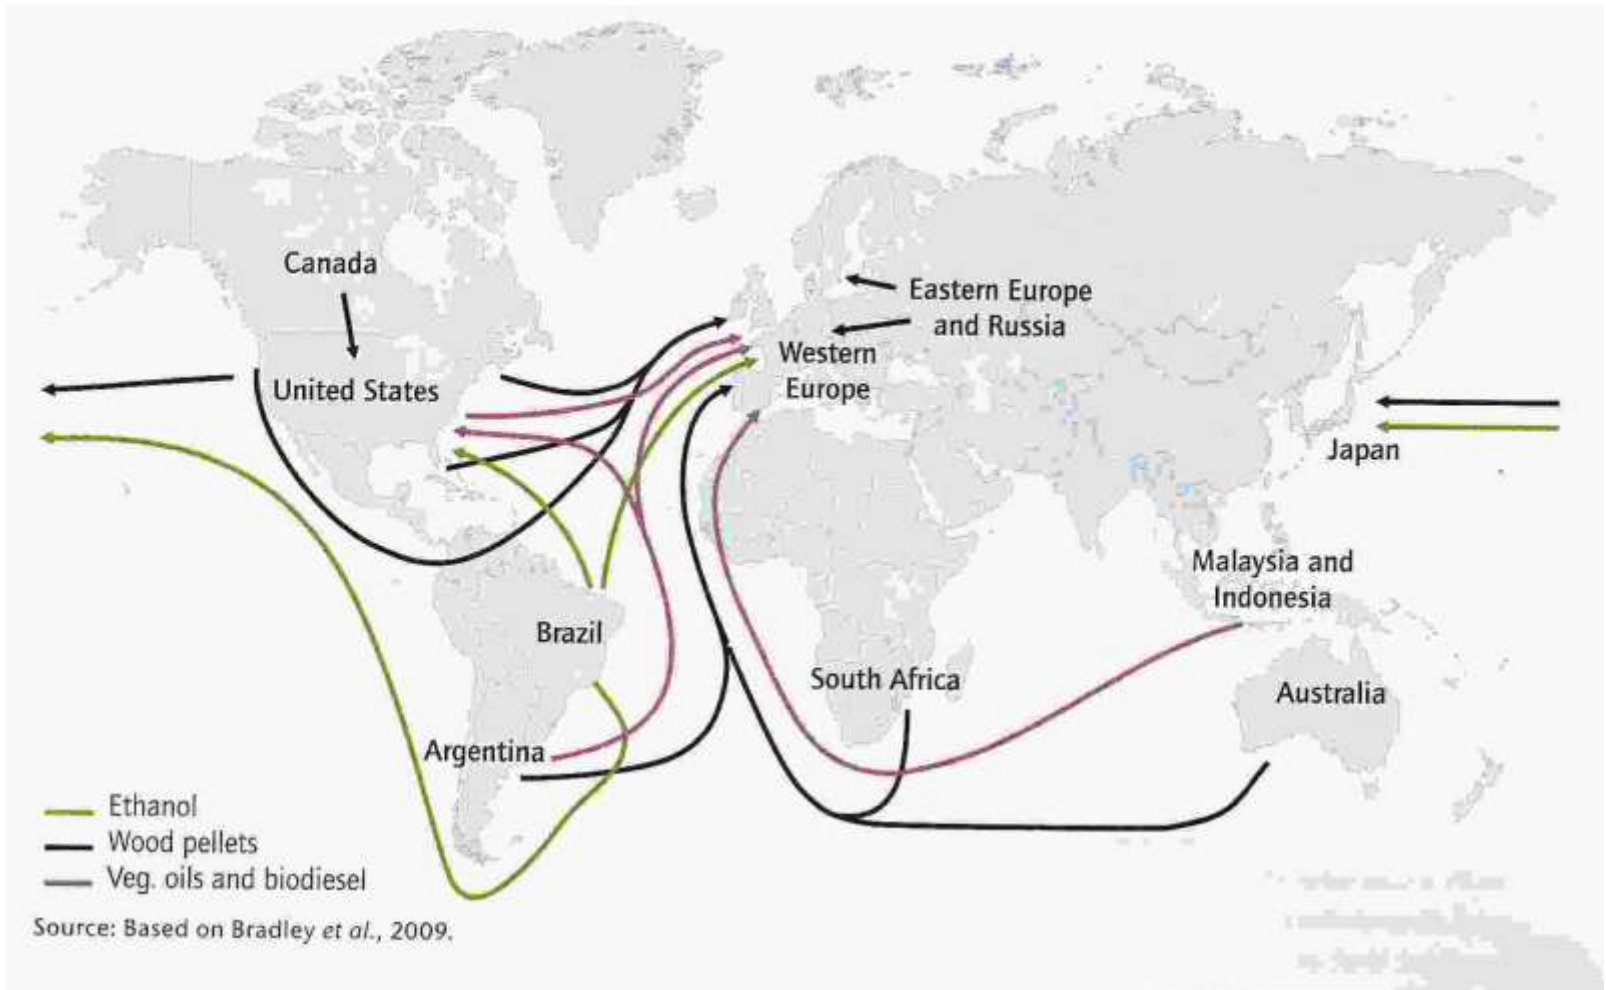 Canada
United States
Eastern Europe
and Russia
Western
Europe
Japan
Malaysia and
Indonesia
Brazil
South Africa
Australia
Argentina
Ethanol
Wood pellets
Veg. oils and biodiesel
Source: Based on Bradley et al., 2009.